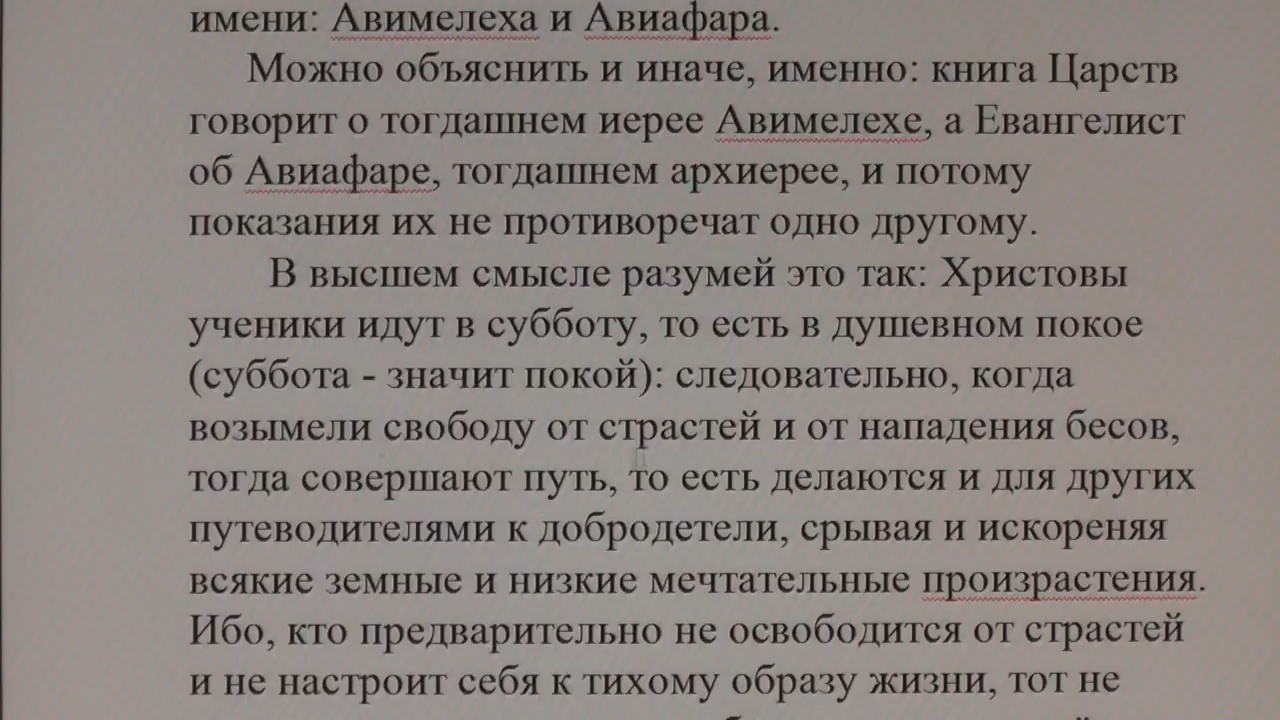 имени: Авимелеха и Авиафара.
Можно объяснить и иначе, именно: книга Царств
говорит о тогдашнем иерее Авимелехе, а Евангелист
об Авиафаре, тогдашнем архиерее, и потому
показания их не противоречат одно другому.
В высшем смысле разумей это так: Христовы
ученики идут в субботу, то есть в душевном покое
(суббота - значит покой): следовательно, когда
возымели свободу от страстей и от нападения бесов,
тогда совершают путь, то есть делаются и для других
путеводителями к добродетели, срывая и искореняя
всякие земные и низкие мечтательные произрастения.
Ибо, кто предварительно не освободится от страстей
и не настроит себя к тихому образу жизни, тот не